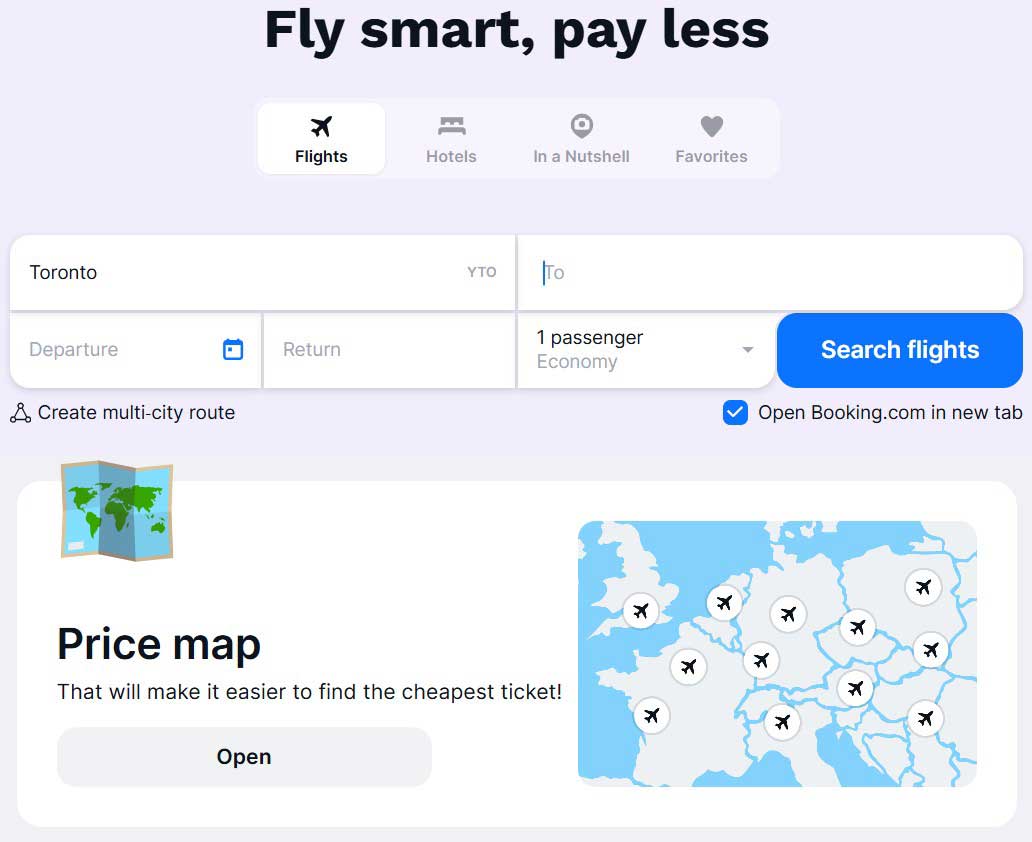 Fly smart, pay less
Flights
Hotels
In a Nutshell
Favorites
Toronto
YTO
To
Departure
Return
1 passenger
Economy
Search flights
Create multi-city route
Open Booking.com in new tab
Price map
That will make it easier to find the cheapest ticket!
Open